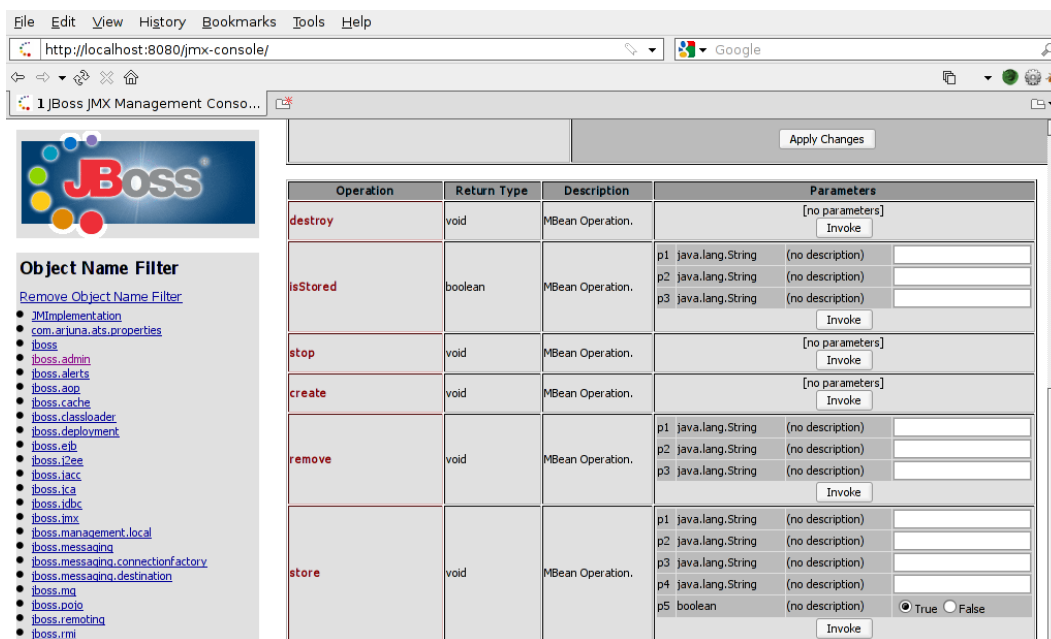 File Edit View History Bookmarks Tools Help
http://localhost:8080/jmx-console/
Google
1 JBoss JMX Management Conso...
Apply Changes
JBoss®
Object Name Filter
Remove Object Name Filter
JMImplementation
com.arjuna.ats.properties
jboss
jboss.admin
jboss.alerts
jboss.aop
jboss.cache
jboss.classloader
jboss.deployment
jboss.ejb
jboss.j2ee
jboss.jacc
jboss.jca
jboss.jdbc
jboss.jmx
jboss.management.local
jboss.messaging
jboss.messaging.connectionfactory
jboss.messaging.destination
jboss.mq
jboss.pojo
jboss.remoting
jboss.rmi
Operation Return Type Description Parameters
destroy void MBean Operation. [no parameters]
Invoke
isStored boolean MBean Operation.
p1 java.lang.String (no description)
p2 java.lang.String (no description)
p3 java.lang.String (no description)
Invoke
stop void MBean Operation. [no parameters]
Invoke
create void MBean Operation. [no parameters]
Invoke
remove void MBean Operation.
p1 java.lang.String (no description)
p2 java.lang.String (no description)
p3 java.lang.String (no description)
Invoke
store void MBean Operation.
p1 java.lang.String (no description)
p2 java.lang.String (no description)
p3 java.lang.String (no description)
p4 java.lang.String (no description)
p5 boolean (no description) True False
Invoke